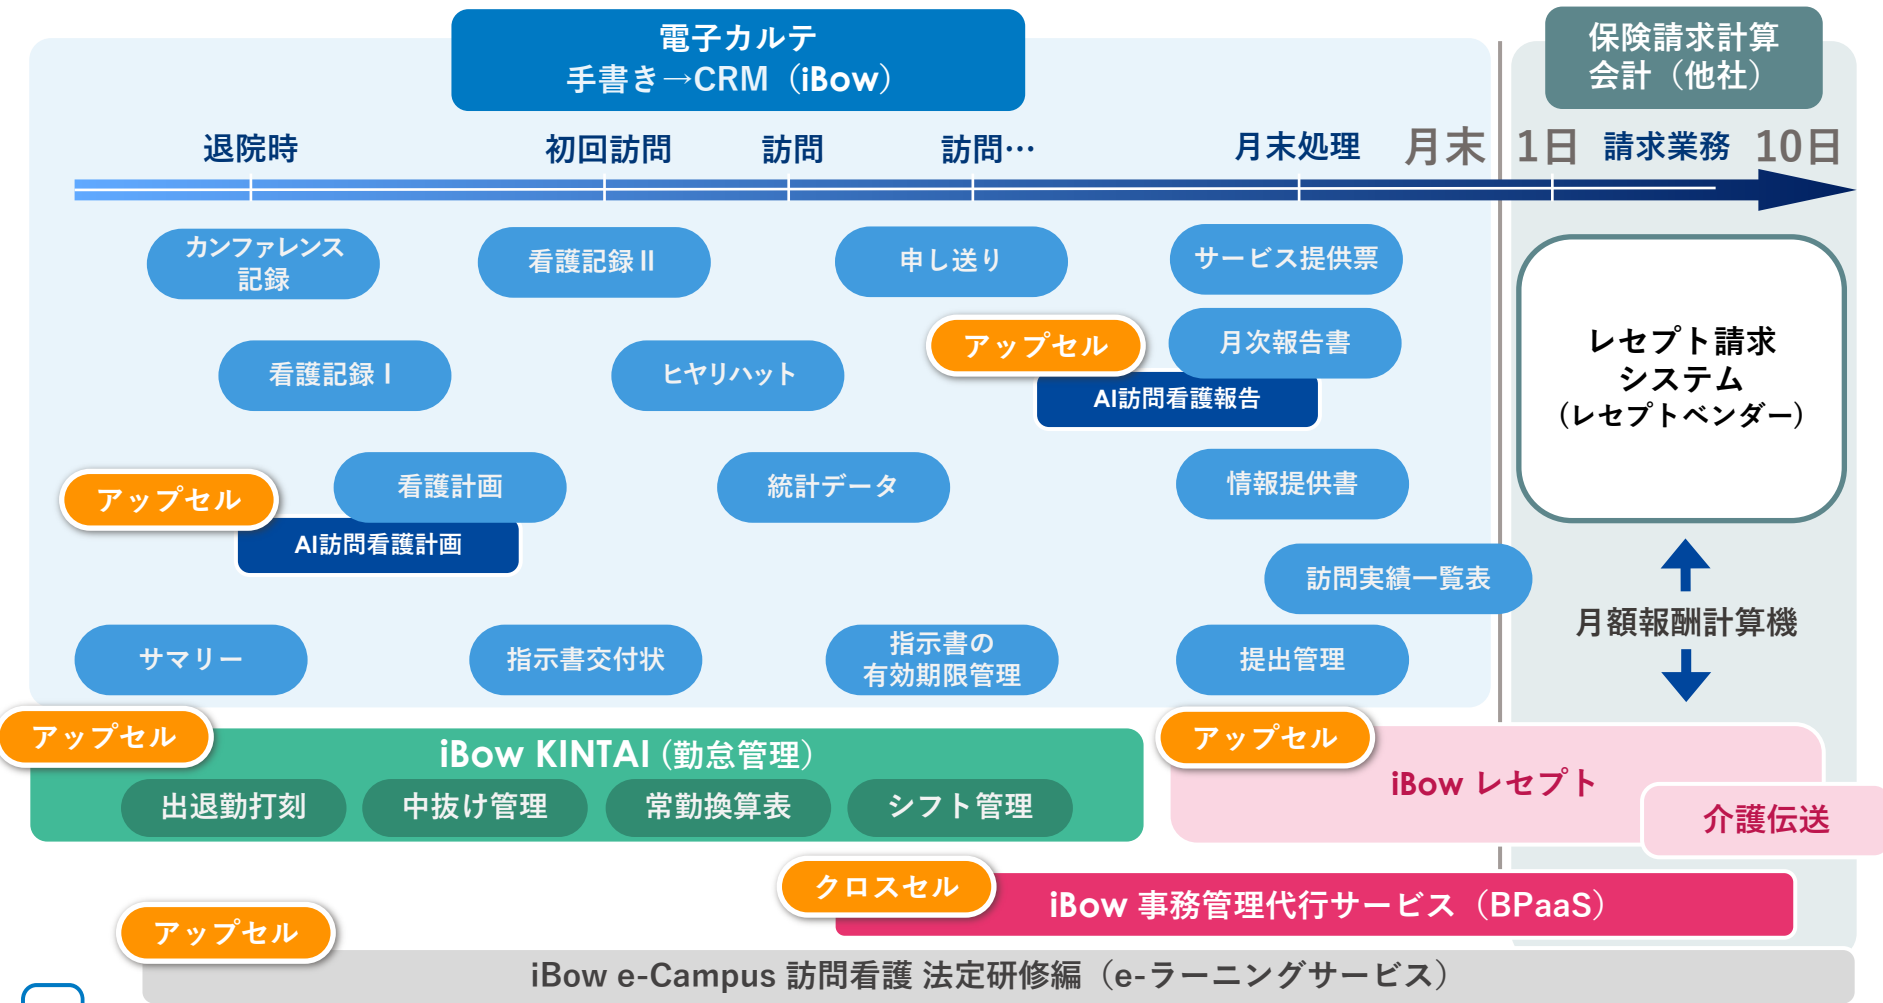 電子カルテ
手書き→CRM（iBow）
保険請求計算
会計（他社）
退院時
初回訪問
訪問
訪問…
月末処理
月末
1日
請求業務
10日
カンファレンス
記録
看護記録Ⅱ
申し送り
サービス提供票
看護記録Ⅰ
ヒヤリハット
アップセル
月次報告書
AI訪問看護報告
レセプト請求
システム
（レセプトベンダー）
アップセル
看護計画
AI訪問看護計画
統計データ
情報提供書
訪問実績一覧表
月額報酬計算機
サマリー
指示書交付状
指示書の
有効期限管理
提出管理
アップセル
iBow KINTAI（勤怠管理）
出退勤打刻
中抜け管理
常勤換算表
シフト管理
アップセル
iBow レセプト
介護伝送
クロスセル
iBow 事務管理代行サービス（BPaaS）
アップセル
iBow e-Campus 訪問看護 法定研修編（e-ラーニングサービス）